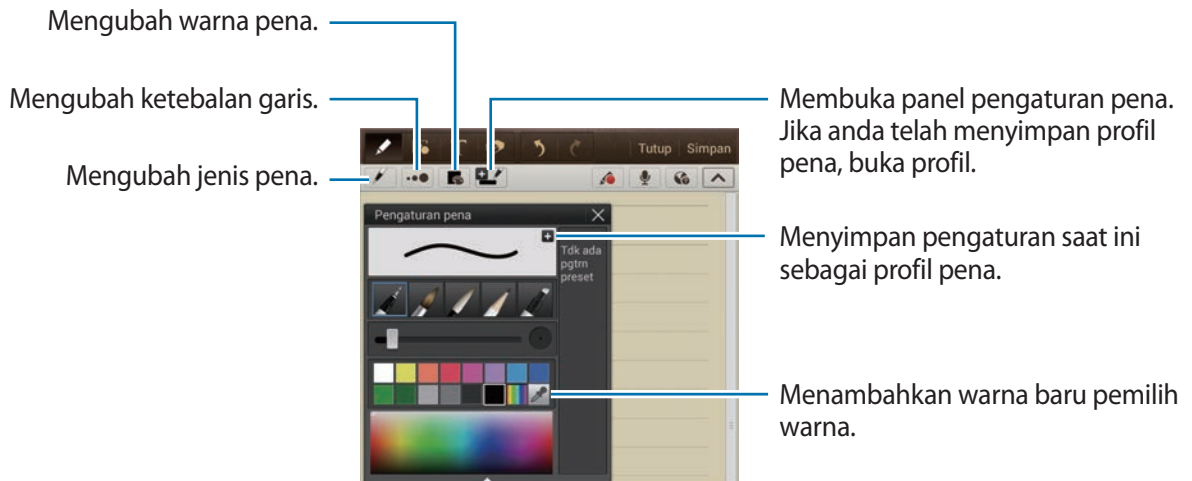 Mengubah warna pena.
Mengubah ketebalan garis.
Mengubah jenis pena.
Membuka panel pengaturan pena.
Jika anda telah menyimpan profil
pena, buka profil.
Menyimpan pengaturan saat ini
sebagai profil pena.
Menambahkan warna baru pemilih
warna.
Tutup
Simpan
Pengaturan pena
Tdk ada
pgtrn
preset